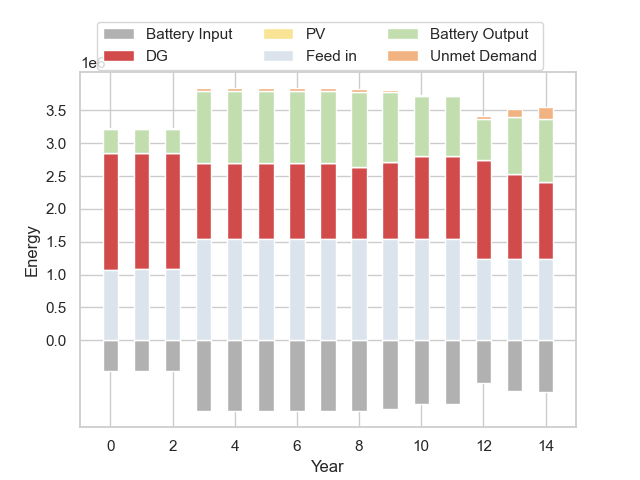 Battery Input PV Battery Output
DG Feed in Unmet Demand
1e6
3.5
3.0
2.5
2.0
1.5
1.0
0.5
0.0
Energy
0 2 4 6 8 10 12 14
Year